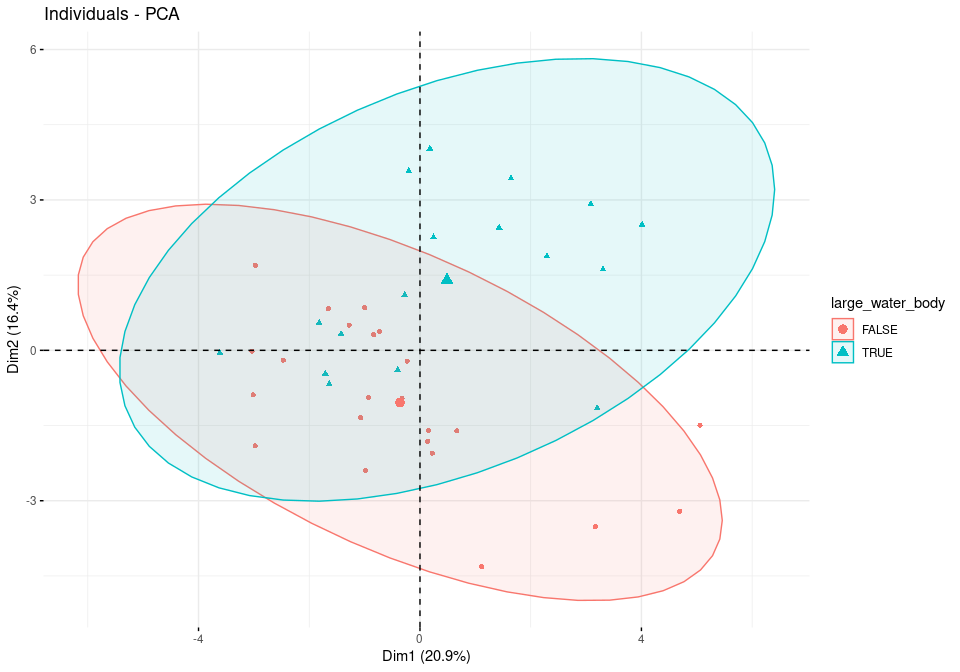 Individuals - PCA
6
3
0
-3
Dim2 (16.4%)
-4
0
4
Dim1 (20.9%)
large_water_body
FALSE
TRUE